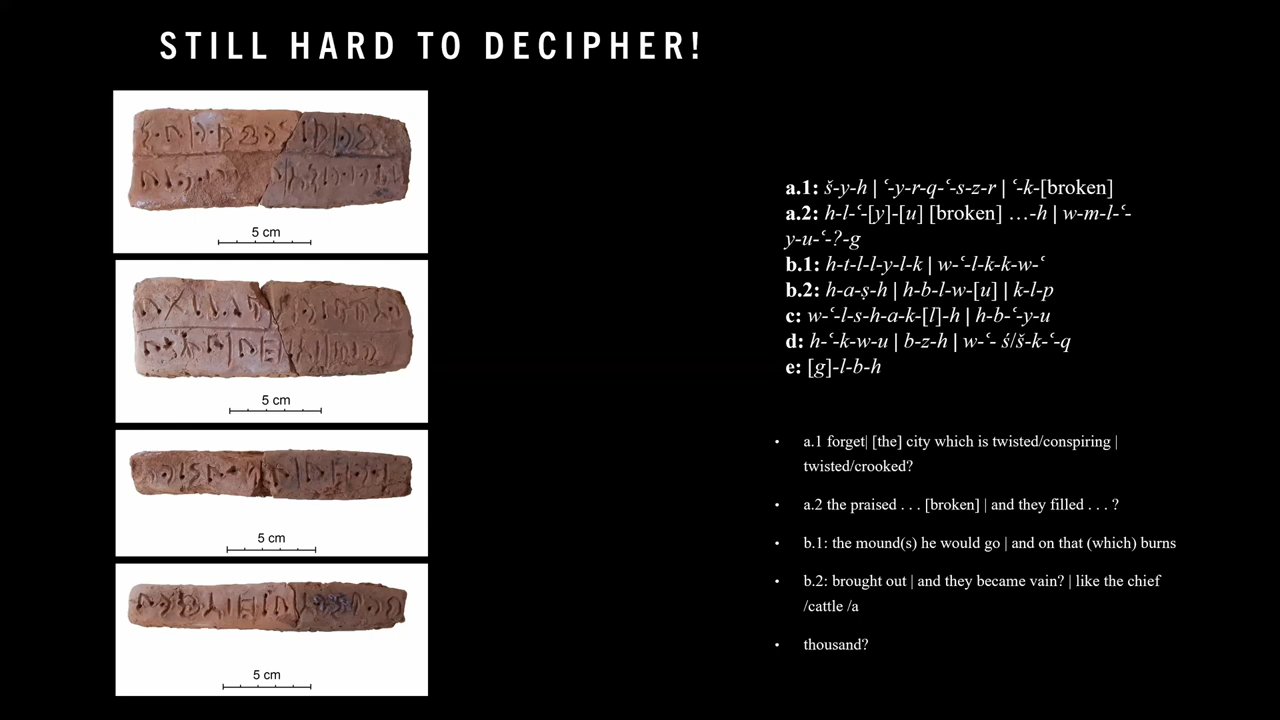 STILL HARD TO DECIPHER!
5 cm
5 cm
5 cm
5 cm
a.1: š-y-h | ʿ-y-r-q-ʿ-s-z-r | ʿ-k-[broken]
a.2: h-l-ʿ-[y]-[u] [broken] …-h | w-m-l-ʿ-
y-u-ʿ-?-g
b.1: h-t-l-l-y-l-k | w-ʿ-l-k-k-w-ʿ
b.2: h-a-ṣ-h | h-b-l-w-[u] | k-l-p
c: w-ʿ-l-s-h-a-k-[l]-h | h-b-ʿ-y-u
d: h-ʿ-k-w-u | b-z-h | w-ʿ- ś/š-k-ʿ-q
e: [g]-l-b-h
• a.1 forget| [the] city which is twisted/conspiring |
twisted/crooked?
• a.2 the praised . . . [broken] | and they filled . . . ?
• b.1: the mound(s) he would go | and on that (which) burns
• b.2: brought out | and they became vain? | like the chief
/cattle /a
• thousand?